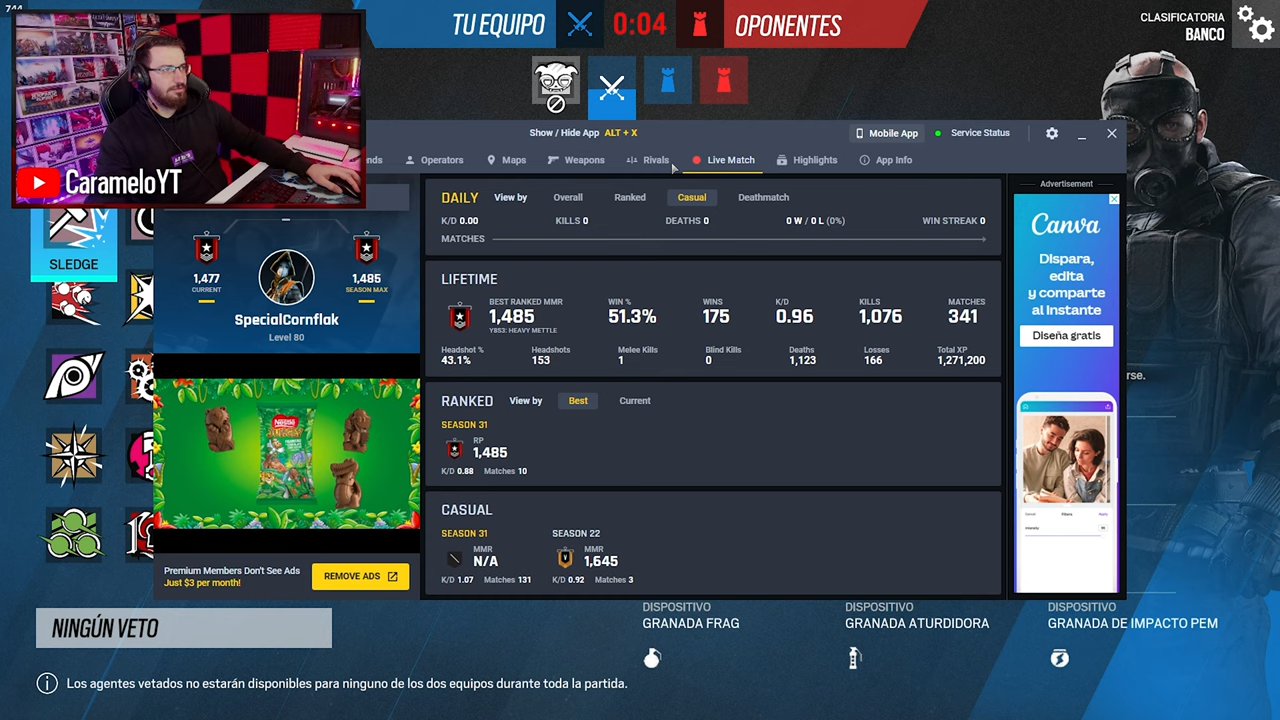 744
TU EQUIPO
0:04
OPONENTES
CLASIFICATORIA
BANCO
CarameloYT
Show / Hide App ALT + X
Mobile App
Service Status
nds
Operators
Maps
Weapons
Rivals
Live Match
Highlights
App Info
SLEDGE
1,477
CURRENT
1,485
SEASON MAX
SpecialCornflak
Level 80
DAILY View by Overall Ranked Casual Deathmatch
K/D 0.00 KILLS 0 DEATHS 0 0 W / 0 L (0%) WIN STREAK 0
MATCHES
LIFETIME
BEST RANKED MMR
1,485
Y8S3: HEAVY METTLE
WIN %
51.3%
WINS
175
K/D
0.96
KILLS
1,076
MATCHES
341
Headshot %
43.1%
Headshots
153
Melee Kills
1
Blind Kills
0
Deaths
1,123
Losses
166
Total XP
1,271,200
RANKED View by Best Current
SEASON 31
RP
1,485
K/D 0.88 Matches 10
CASUAL
SEASON 31
MMR
N/A
K/D 1.07 Matches 131
SEASON 22
MMR
1,645
K/D 0.92 Matches 3
Advertisement
Canva
Dispara,
edita
y comparte
al instante
Diseña gratis
rse.
Nestlé
Premium Members Don't See Ads
Just $3 per month!
REMOVE ADS
NINGÚN VETO
DISPOSITIVO
GRANADA FRAG
DISPOSITIVO
GRANADA ATURDIDORA
DISPOSITIVO
GRANADA DE IMPACTO PEM
Los agentes vetados no estarán disponibles para ninguno de los dos equipos durante toda la partida.